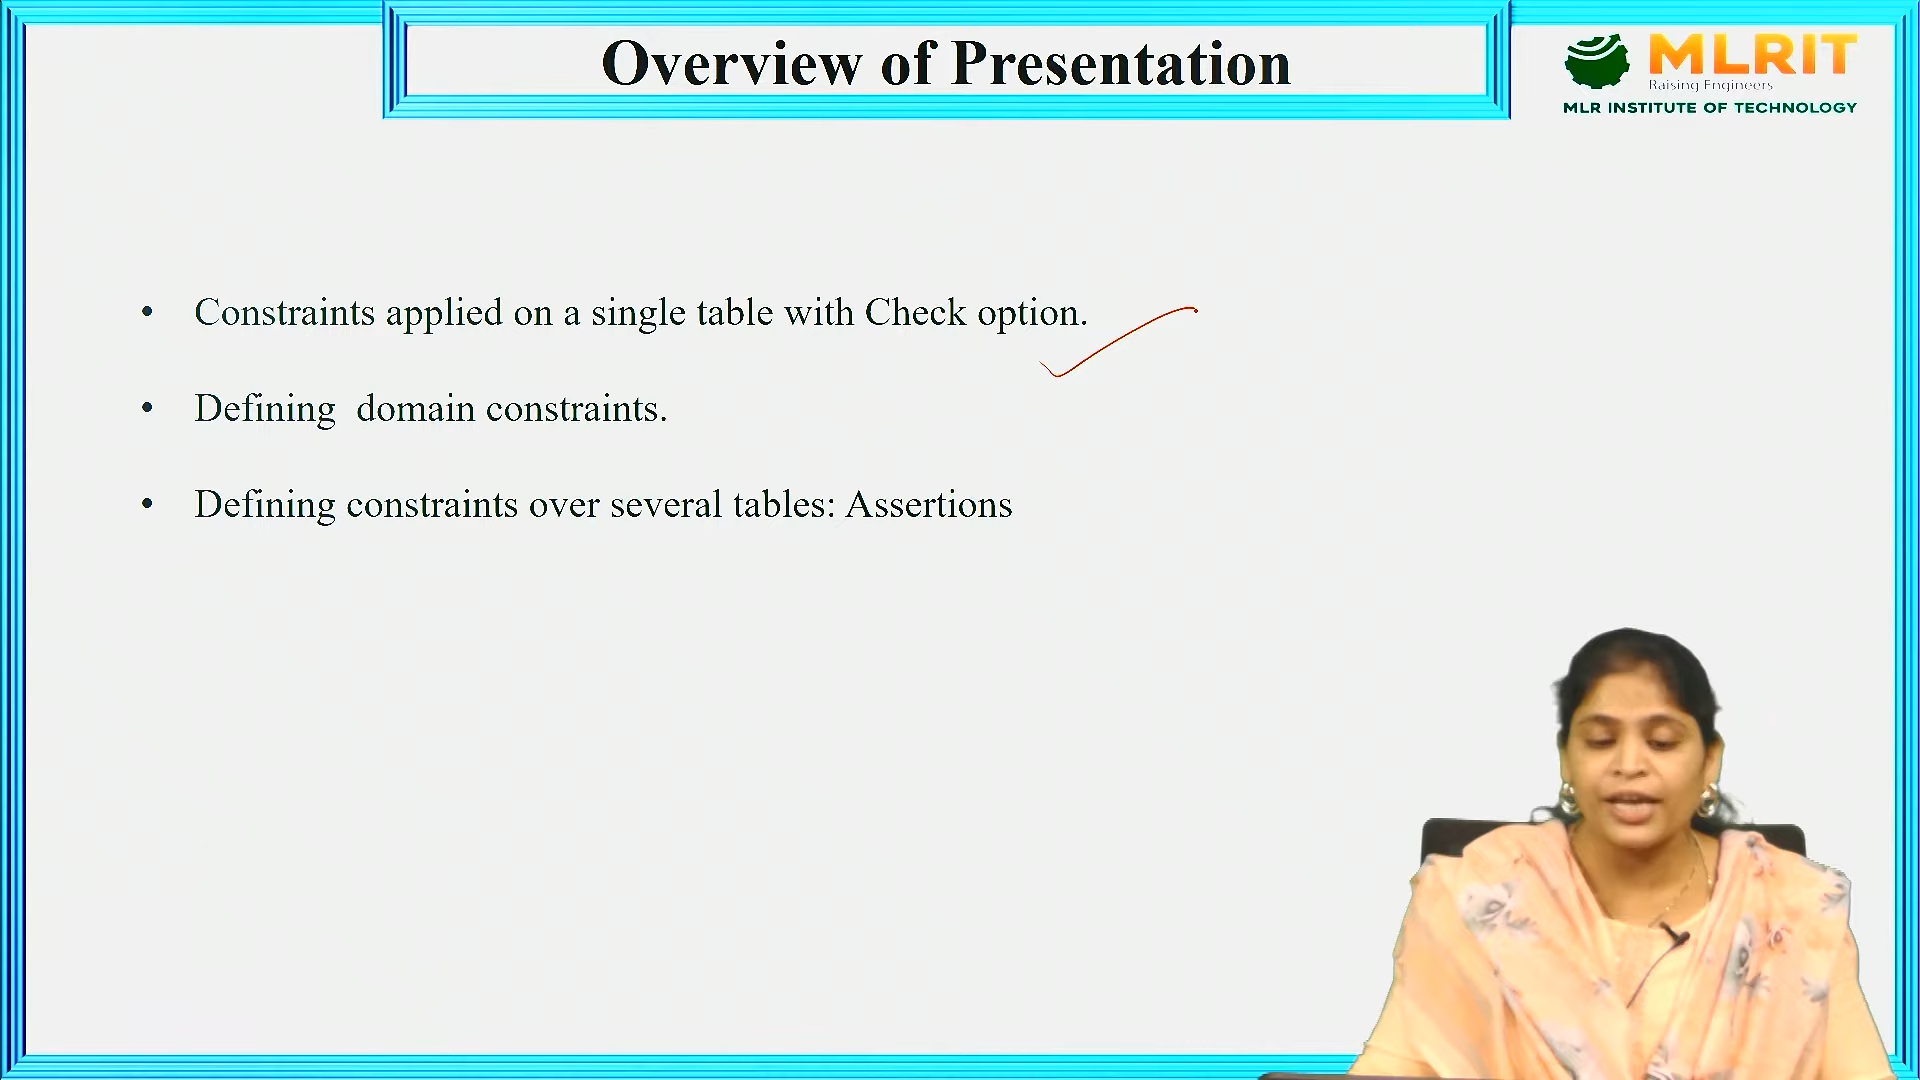 Overview of Presentation
MLRIT
Raising Engineers
MLR INSTITUTE OF TECHNOLOGY
• Constraints applied on a single table with Check option.
• Defining domain constraints.
• Defining constraints over several tables: Assertions